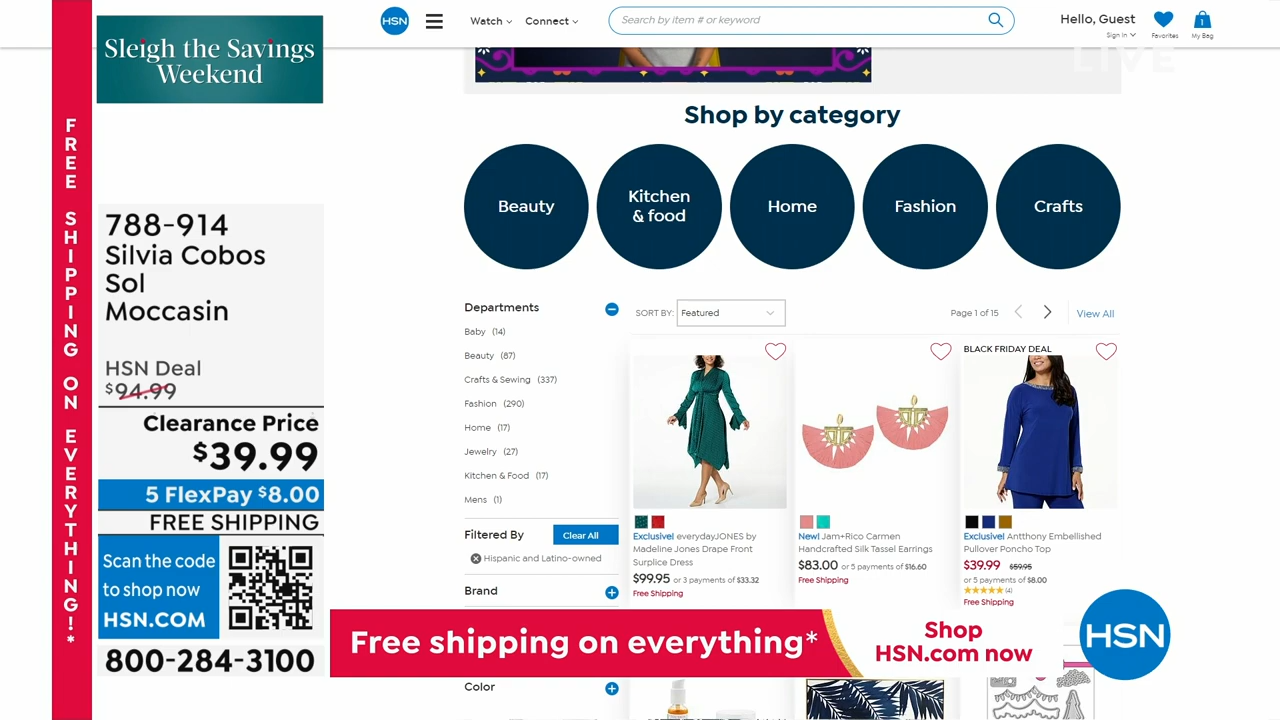 Sleigh the Savings
Weekend
FREE SHIPPING ON EVERYTHING!*
788-914
Silvia Cobos
Sol
Moccasin
HSN Deal
$94.99
Clearance Price
$39.99
5 FlexPay $8.00
FREE SHIPPING
Scan the code
to shop now
HSN.COM
800-284-3100
HSN
Watch
Connect
Search by item # or keyword
Hello, Guest
Sign In
Favorites
1
My Bag
LIVE
Shop by category
Beauty
Kitchen
& food
Home
Fashion
Crafts
Departments
Baby (14)
Beauty (87)
Crafts & Sewing (337)
Fashion (290)
Home (17)
Jewelry (27)
Kitchen & Food (17)
Mens (1)
Filtered By
Clear All
Hispanic and Latino-owned
Brand
Color
SORT BY: Featured
Page 1 of 15
View All
Exclusive! everydayJONES by
Madeline Jones Drape Front
Surplice Dress
$99.95 or 3 payments of $33.32
Free Shipping
New! Jam+Rico Carmen
Handcrafted Silk Tassel Earrings
$83.00 or 5 payments of $16.60
Free Shipping
BLACK FRIDAY DEAL
Exclusive! Antthony Embellished
Pullover Poncho Top
$39.99 $59.95
or 5 payments of $8.00
(4)
Free Shipping
Free shipping on everything*
Shop
HSN.com now
HSN